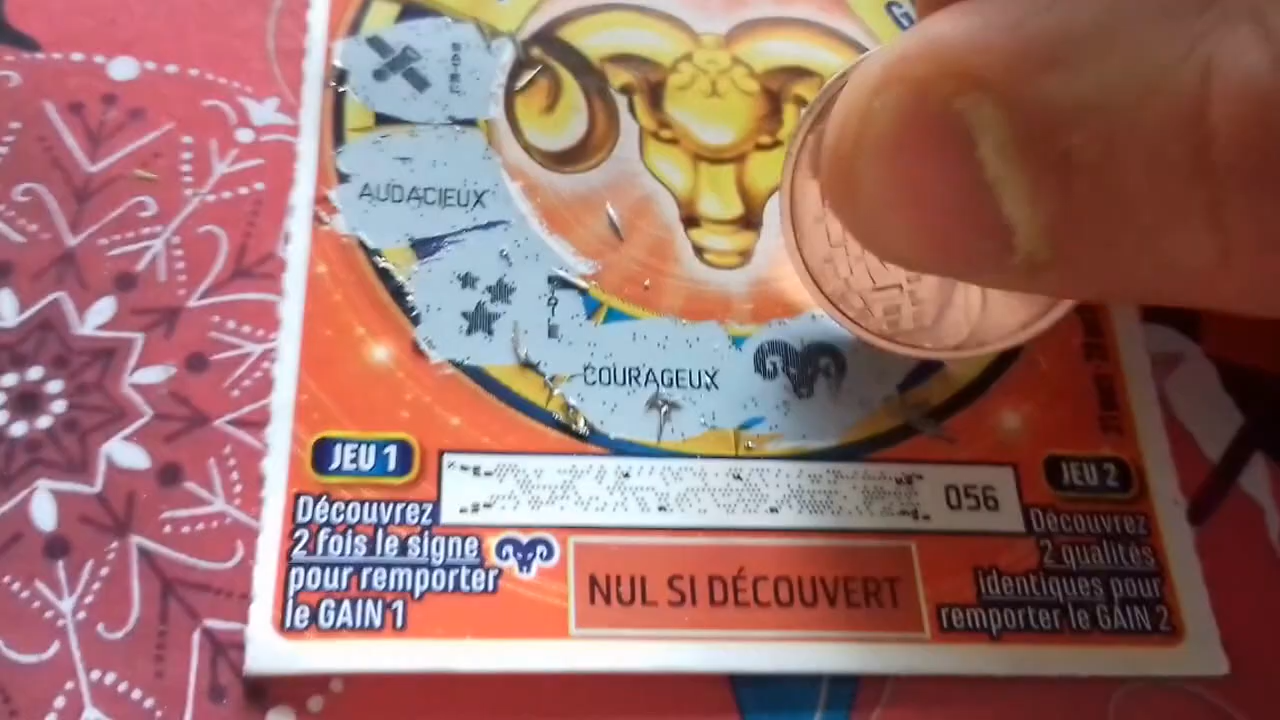 AUDACIEUX
COURAGEUX
JEU 1
Découvrez
2 fois le signe
pour remporter
le GAIN 1
056
NUL SI DÉCOUVERT
JEU 2
Découvrez
2 qualités
identiques pour
remporter le GAIN 2